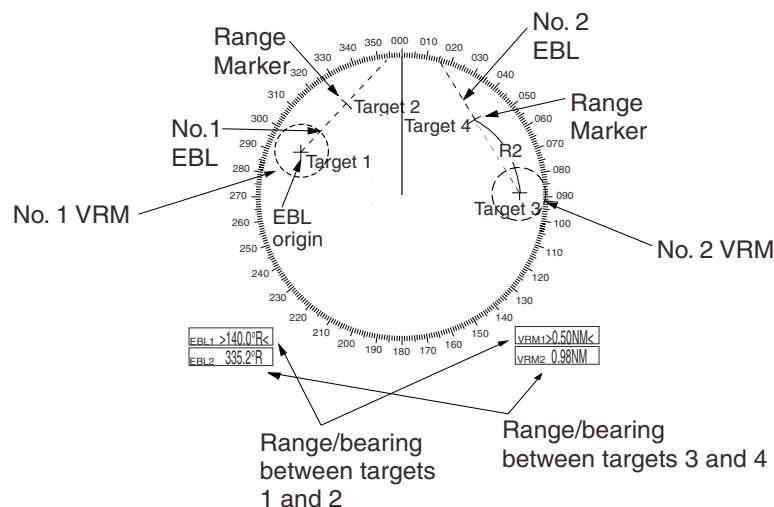 Range
Marker
No. 2
EBL
Range
Marker
No.1
EBL
Target 2
Target 4
R2
Target 1
Target 3
EBL
origin
No. 1 VRM
No. 2 VRM
000
010
020
030
040
050
060
070
080
090
100
110
120
130
140
150
160
170
180
190
200
210
220
230
240
250
260
270
280
290
300
310
320
330
340
350
EBL1 >140.0°R<
EBL2 335.2°R
VRM1>0.50NM<
VRM2 0.98NM
Range/bearing
between targets
1 and 2
Range/bearing
between targets 3 and 4